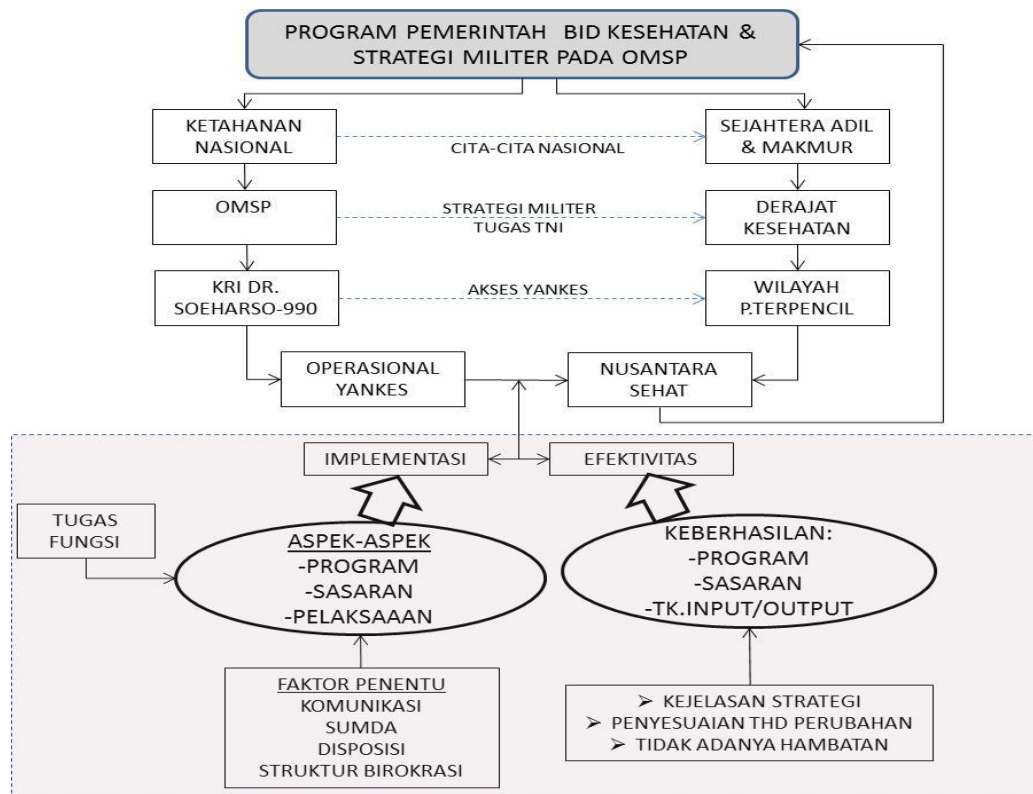 PROGRAM PEMERINTAH BID KESEHATAN &
STRATEGI MILITER PADA OMSP
KETAHANAN
NASIONAL
CITA-CITA NASIONAL
SEJAHTERA ADIL
& MAKMUR
OMSP
STRATEGI MILITER
TUGAS TNI
DERAJAT
KESEHATAN
KRI DR.
SOEHARSO-990
AKSES YANKES
WILAYAH
P.TERPENCIL
OPERASIONAL
YANKES
NUSANTARA
SEHAT
IMPLEMENTASI
EFEKTIVITAS
TUGAS
FUNGSI
ASPEK-ASPEK
-PROGRAM
-SASARAN
-PELAKSAAAN
KEBERHASILAN:
-PROGRAM
-SASARAN
-TK.INPUT/OUTPUT
FAKTOR PENENTU
KOMUNIKASI
SUMDA
DISPOSISI
STRUKTUR BIROKRASI
➢ KEJELASAN STRATEGI
➢ PENYESUAIAN THD PERUBAHAN
➢ TIDAK ADANYA HAMBATAN